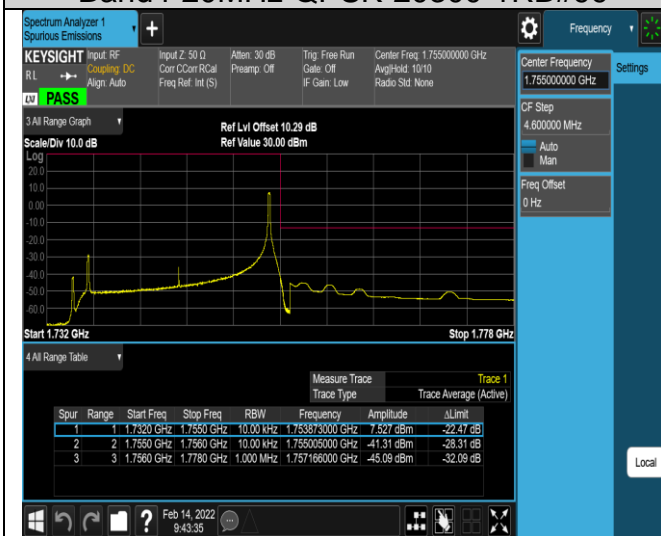 Spectrum Analyzer 1
Spurious Emissions
+
Frequency
KEYSIGHT
R L
LXI PASS
Input: RF
Coupling: DC
Align: Auto
Input Z: 50 Ω
Corr CCorr RCal
Freq Ref: Int (S)
Atten: 30 dB
Preamp: Off
Trig: Free Run
Gate: Off
IF Gain: Low
Center Freq: 1.755000000 GHz
Avg|Hold: 10/10
Radio Std: None
Center Frequency
1.755000000 GHz
Settings
CF Step
4.600000 MHz
Auto
Man
Freq Offset
0 Hz
3 All Range Graph
Scale/Div 10.0 dB
Ref Lvl Offset 10.29 dB
Ref Value 30.00 dBm
Log
20.0
10.0
0.00
-10.0
-20.0
-30.0
-40.0
-50.0
-60.0
Start 1.732 GHz
Stop 1.778 GHz
4 All Range Table
Measure Trace Trace 1
Trace Type Trace Average (Active)
Spur Range Start Freq Stop Freq RBW Frequency Amplitude ΔLimit
1 1 1.7320 GHz 1.7550 GHz 10.00 kHz 1.753873000 GHz 7.527 dBm -22.47 dB
2 2 1.7550 GHz 1.7560 GHz 10.00 kHz 1.755005000 GHz -41.31 dBm -28.31 dB
3 3 1.7560 GHz 1.7780 GHz 1.000 MHz 1.757166000 GHz -45.09 dBm -32.09 dB
Local
?
Feb 14, 2022
9:43:35